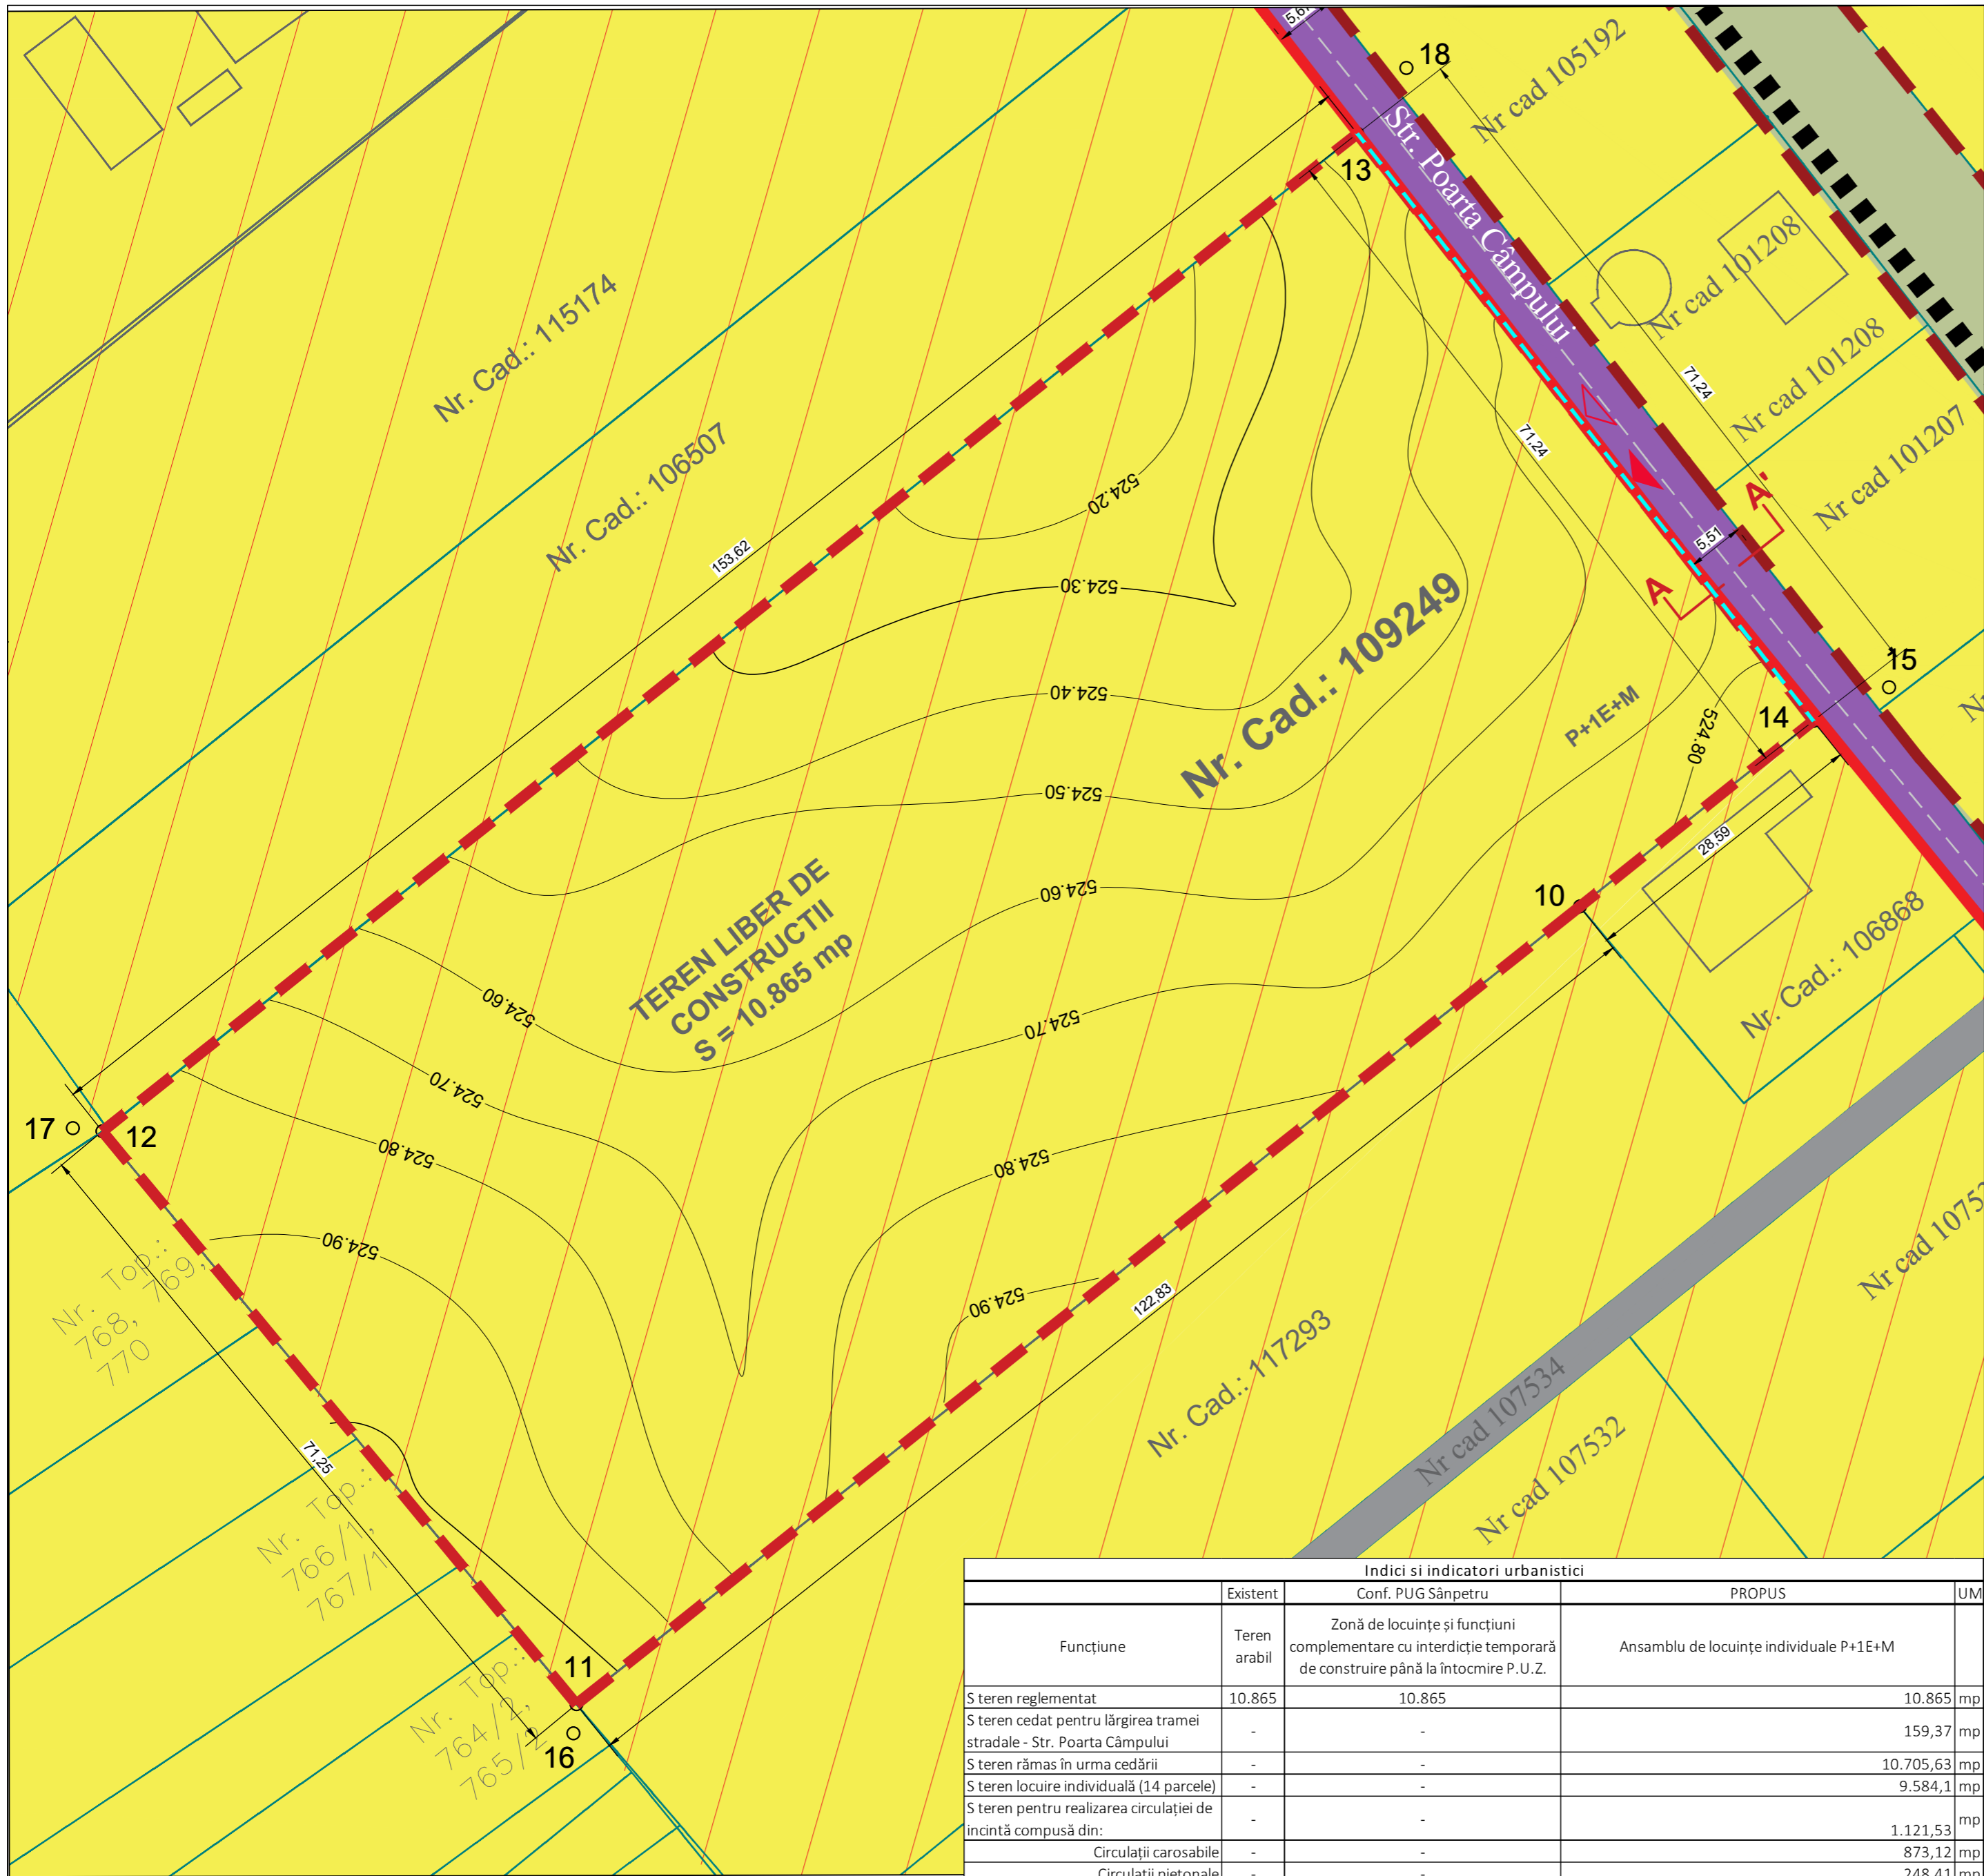 5,67
18
Nr cad 105192
Str. Poarta Câmpului
13
Nr cad 101208
Nr. Cad.: 115174
71,24
Nr cad 101208
Nr. Cad.: 106507
71,24
Nr cad 101207
A'
524.20
153,62
5,51
524.30
A
Nr. Cad.: 109249
15
524.40
P+1E+M
14
524.80
524.50
28,59
524.60
10
TEREN LIBER DE
CONSTRUCTII
S = 10.865 mp
Nr. Cad.: 106868
524.60
524.70
524.70
17
12
524.80
524.80
524.90
524.90
122,83
Nr. Top.:
768, 769,
770
Nr. Cad.: 117293
Nr cad 107534
Nr cad 107532
71,25
Nr. Top.:
766/1,
767/1
11
Nr. Top.:
764/2,
765/2
16
Indici si indicatori urbanistici
Existent Conf. PUG Sânpetru PROPUS UM
Funcțiune
Teren
arabil
Zonă de locuințe și funcțiuni
complementare cu interdicție temporară
de construire până la întocmire P.U.Z.
Ansamblu de locuințe individuale P+1E+M
S teren reglementat 10.865 10.865 10.865 mp
S teren cedat pentru lărgirea tramei
stradale - Str. Poarta Câmpului - - 159,37 mp
S teren rămas în urma cedării - - 10.705,63 mp
S teren locuire individuală (14 parcele) - - 9.584,1 mp
S teren pentru realizarea circulației de
incintă compusă din: - - 1.121,53 mp
Circulații carosabile - - 873,12 mp
Circulații pietonale - - 248,41 mp